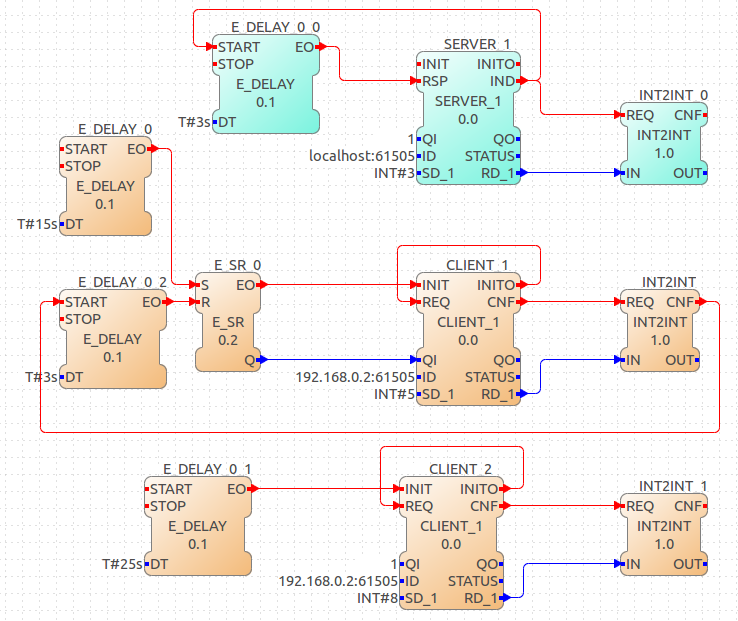 E_DELAY_0_0
START EO
STOP
E_DELAY
0.1
T#3s DT
SERVER_1
INIT INITO
RSP IND
SERVER_1
0.0
1 QI QO
localhost:61505 ID STATUS
INT#3 SD_1 RD_1
INT2INT_0
REQ CNF
INT2INT
1.0
IN OUT
E_DELAY_0
START EO
STOP
E_DELAY
0.1
T#15s DT
E_DELAY_0_2
START EO
STOP
E_DELAY
0.1
T#3s DT
E_SR_0
S EO
R
E_SR
0.2
Q
CLIENT_1
INIT INITO
REQ CNF
CLIENT_1
0.0
QI QO
192.168.0.2:61505 ID STATUS
INT#5 SD_1 RD_1
INT2INT
REQ CNF
INT2INT
1.0
IN OUT
E_DELAY_0_1
START EO
STOP
E_DELAY
0.1
T#25s DT
CLIENT_2
INIT INITO
REQ CNF
CLIENT_1
0.0
1 QI QO
192.168.0.2:61505 ID STATUS
INT#8 SD_1 RD_1
INT2INT_1
REQ CNF
INT2INT
1.0
IN OUT